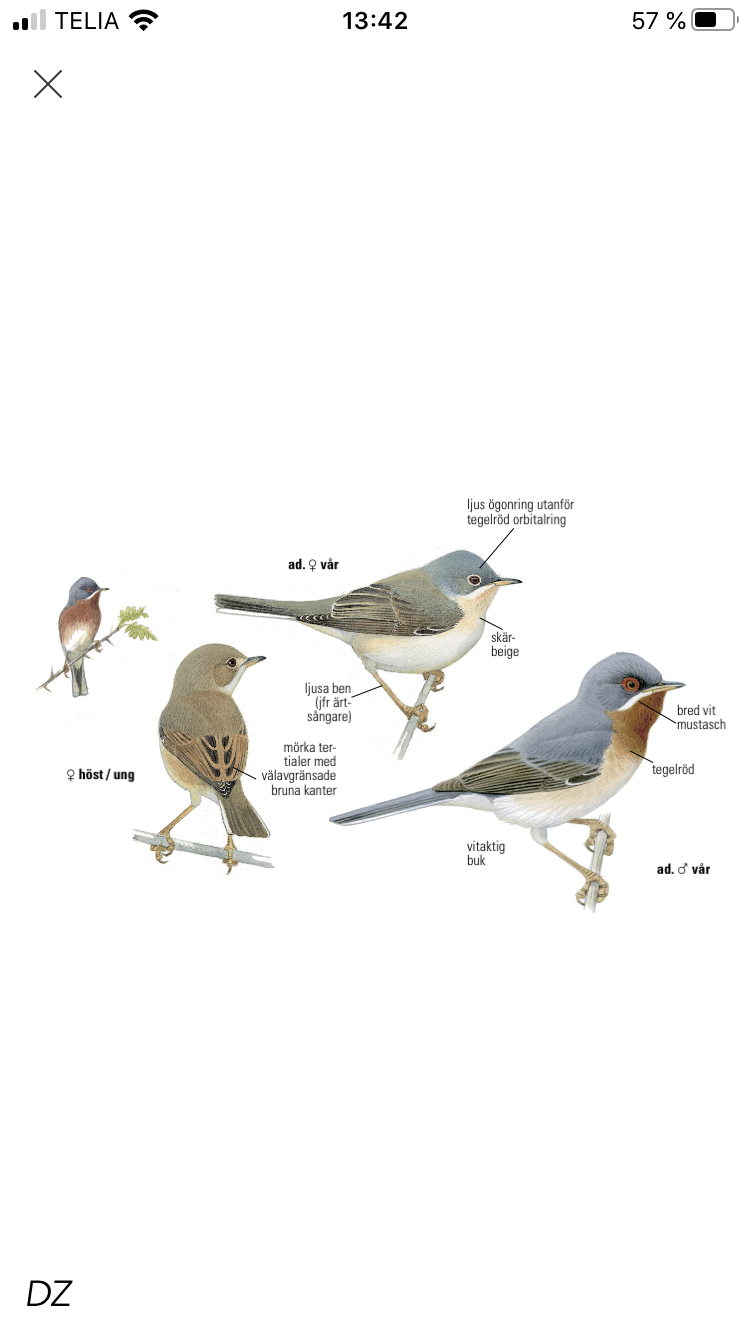 TELIA
13:42
57 %
ljus ögonring utanför
tegelröd orbitalring
ad. ♀ vår
skär-
beige
ljusa ben
(jfr ärt-
sångare)
bred vit
mustasch
mörka ter-
tialer med
välavgränsade
bruna kanter
♀ höst / ung
tegelröd
vitaktig
buk
ad. ♂ vår
DZ